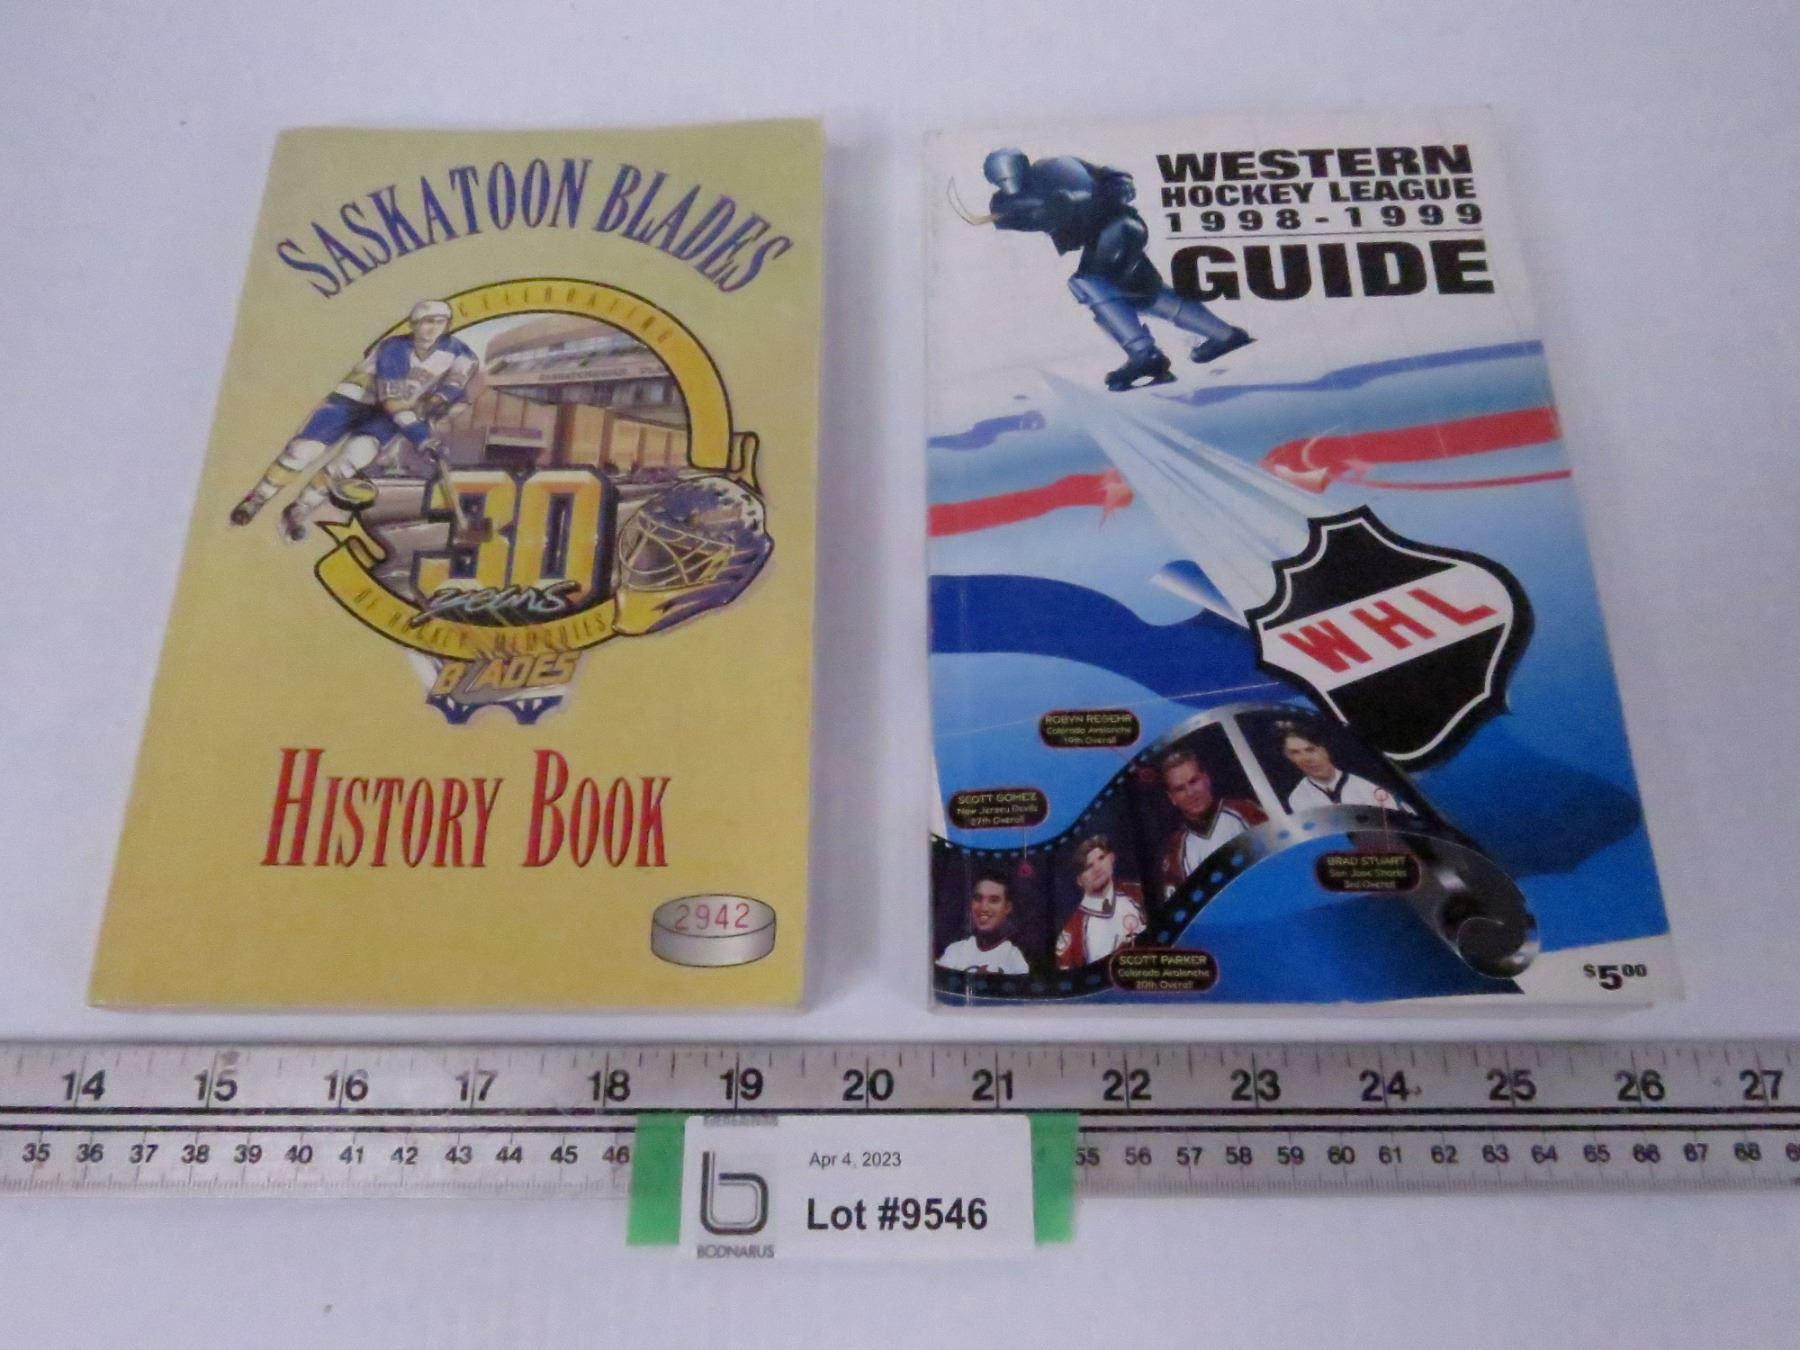 SASKATOON BLADES
CELEBRATING
30
years
OF HOCKEY MEMORIES
BLADES
HISTORY BOOK
2942
WESTERN
HOCKEY LEAGUE
1998-1999
GUIDE
WHL
ROBYN REGEHR
Colorado Avalanche
19th Overall
SCOTT GOMEZ
New Jersey Devils
27th Overall
BRAD STUART
San Jose Sharks
3rd Overall
SCOTT PARKER
Colorado Avalanche
20th Overall
$5.00
14 15 16 17 18 19 20 21 22 23 24 25 26 27
35 36 37 38 39 40 41 42 43 44 45 46 55 56 57 58 59 60 61 62 63 64 65 66 67 68
Apr 4, 2023
Lot #9546
BODNARUS